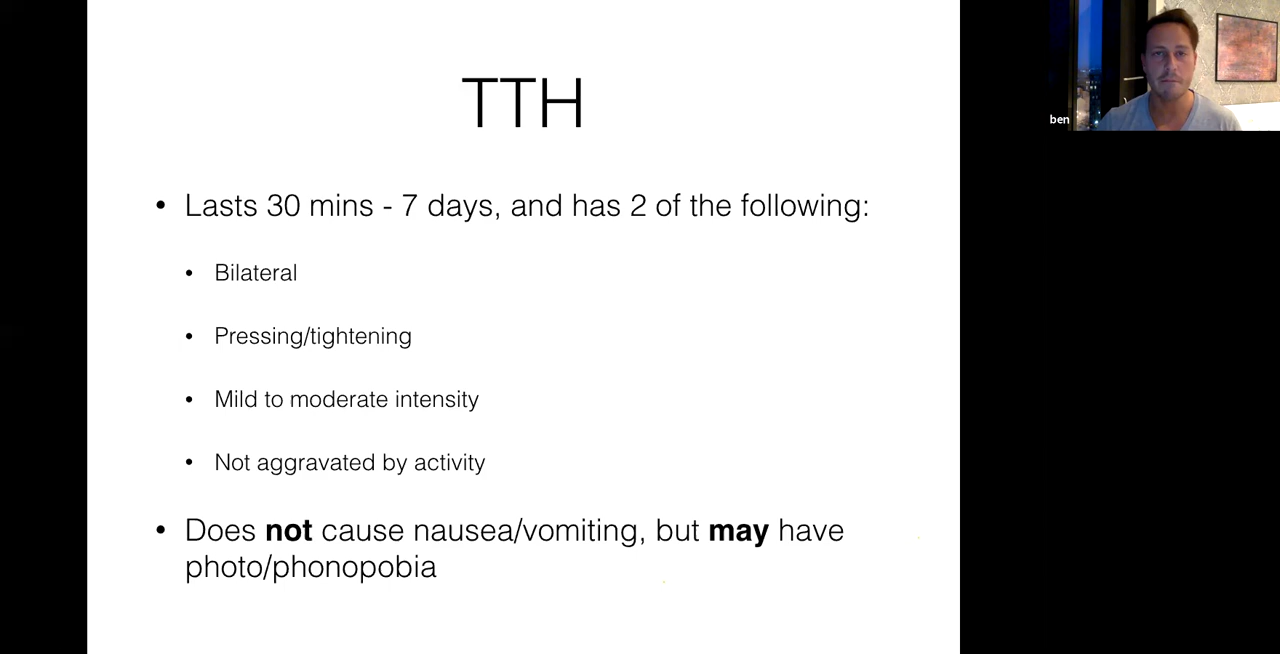 TTH
• Lasts 30 mins - 7 days, and has 2 of the following:
• Bilateral
• Pressing/tightening
• Mild to moderate intensity
• Not aggravated by activity
• Does not cause nausea/vomiting, but may have
photo/phonopobia
ben